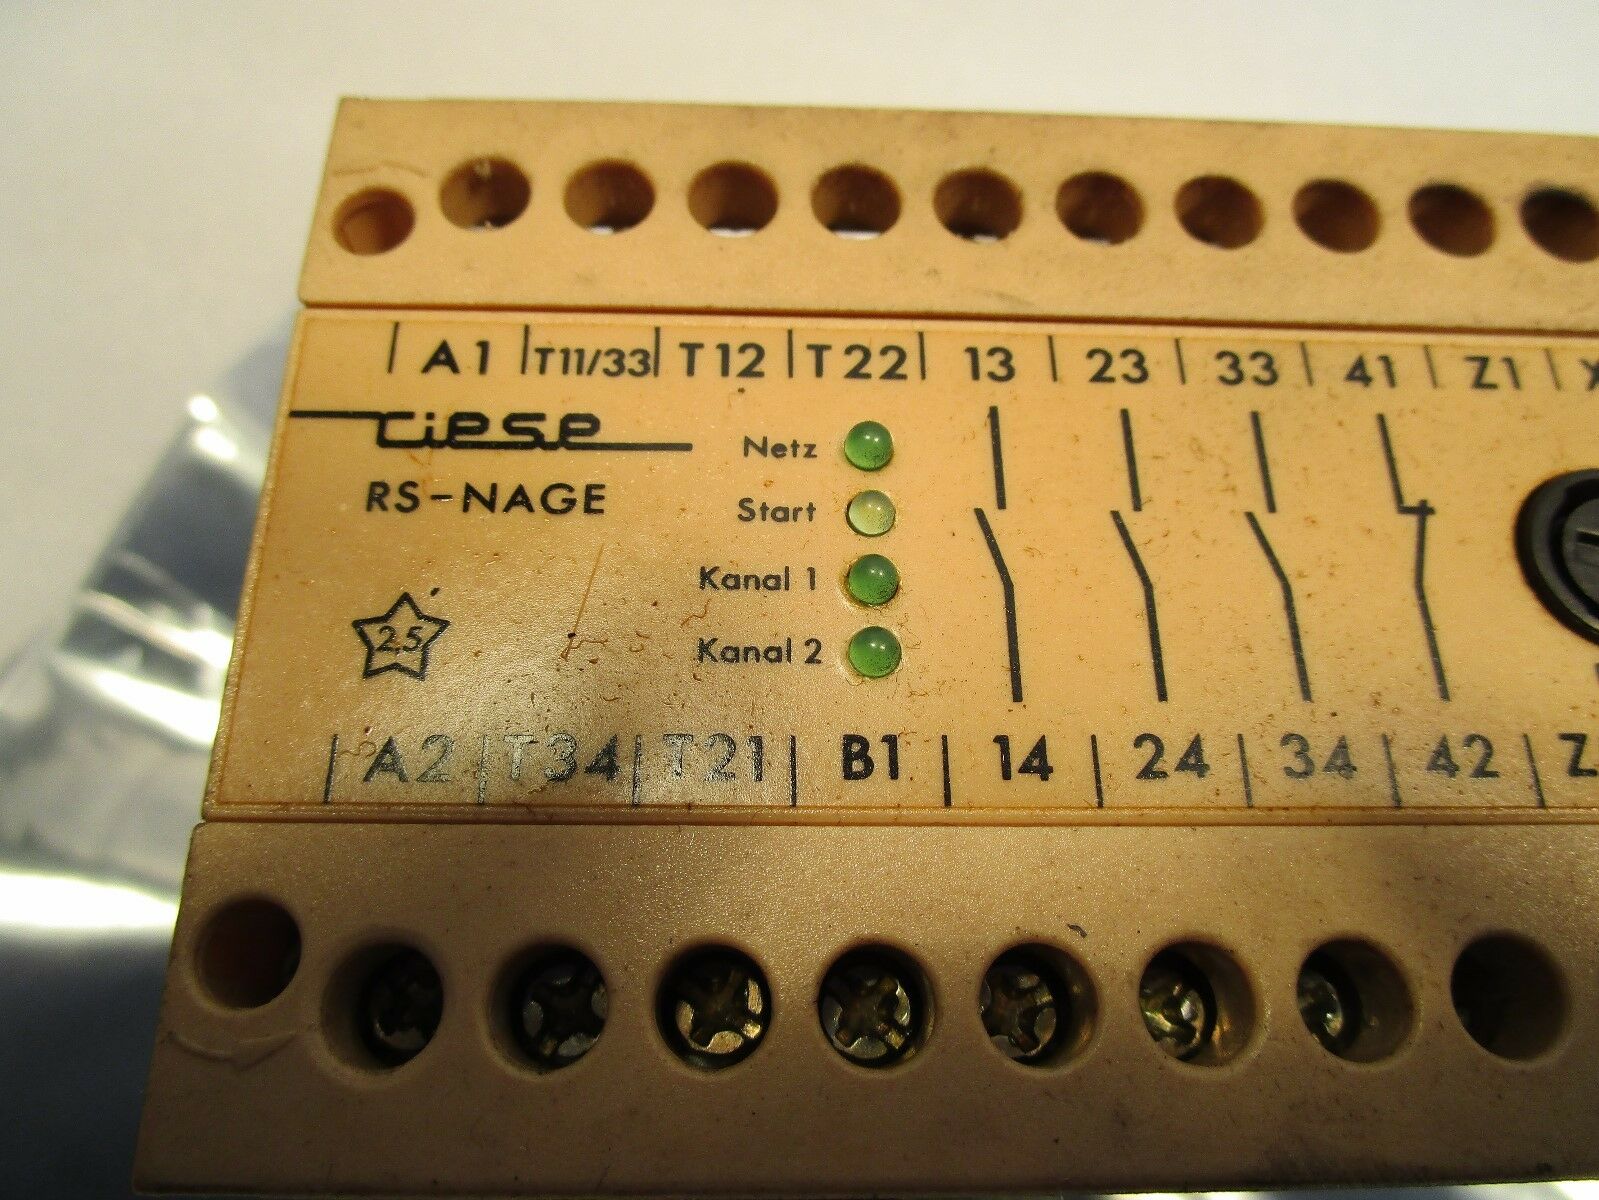 A1 T11/33 T12 T22 13 23 33 41 Z1 X
riese
RS-NAGE
Netz
Start
Kanal 1
Kanal 2
2,5
A2 T34 T21 B1 14 24 34 42 Z